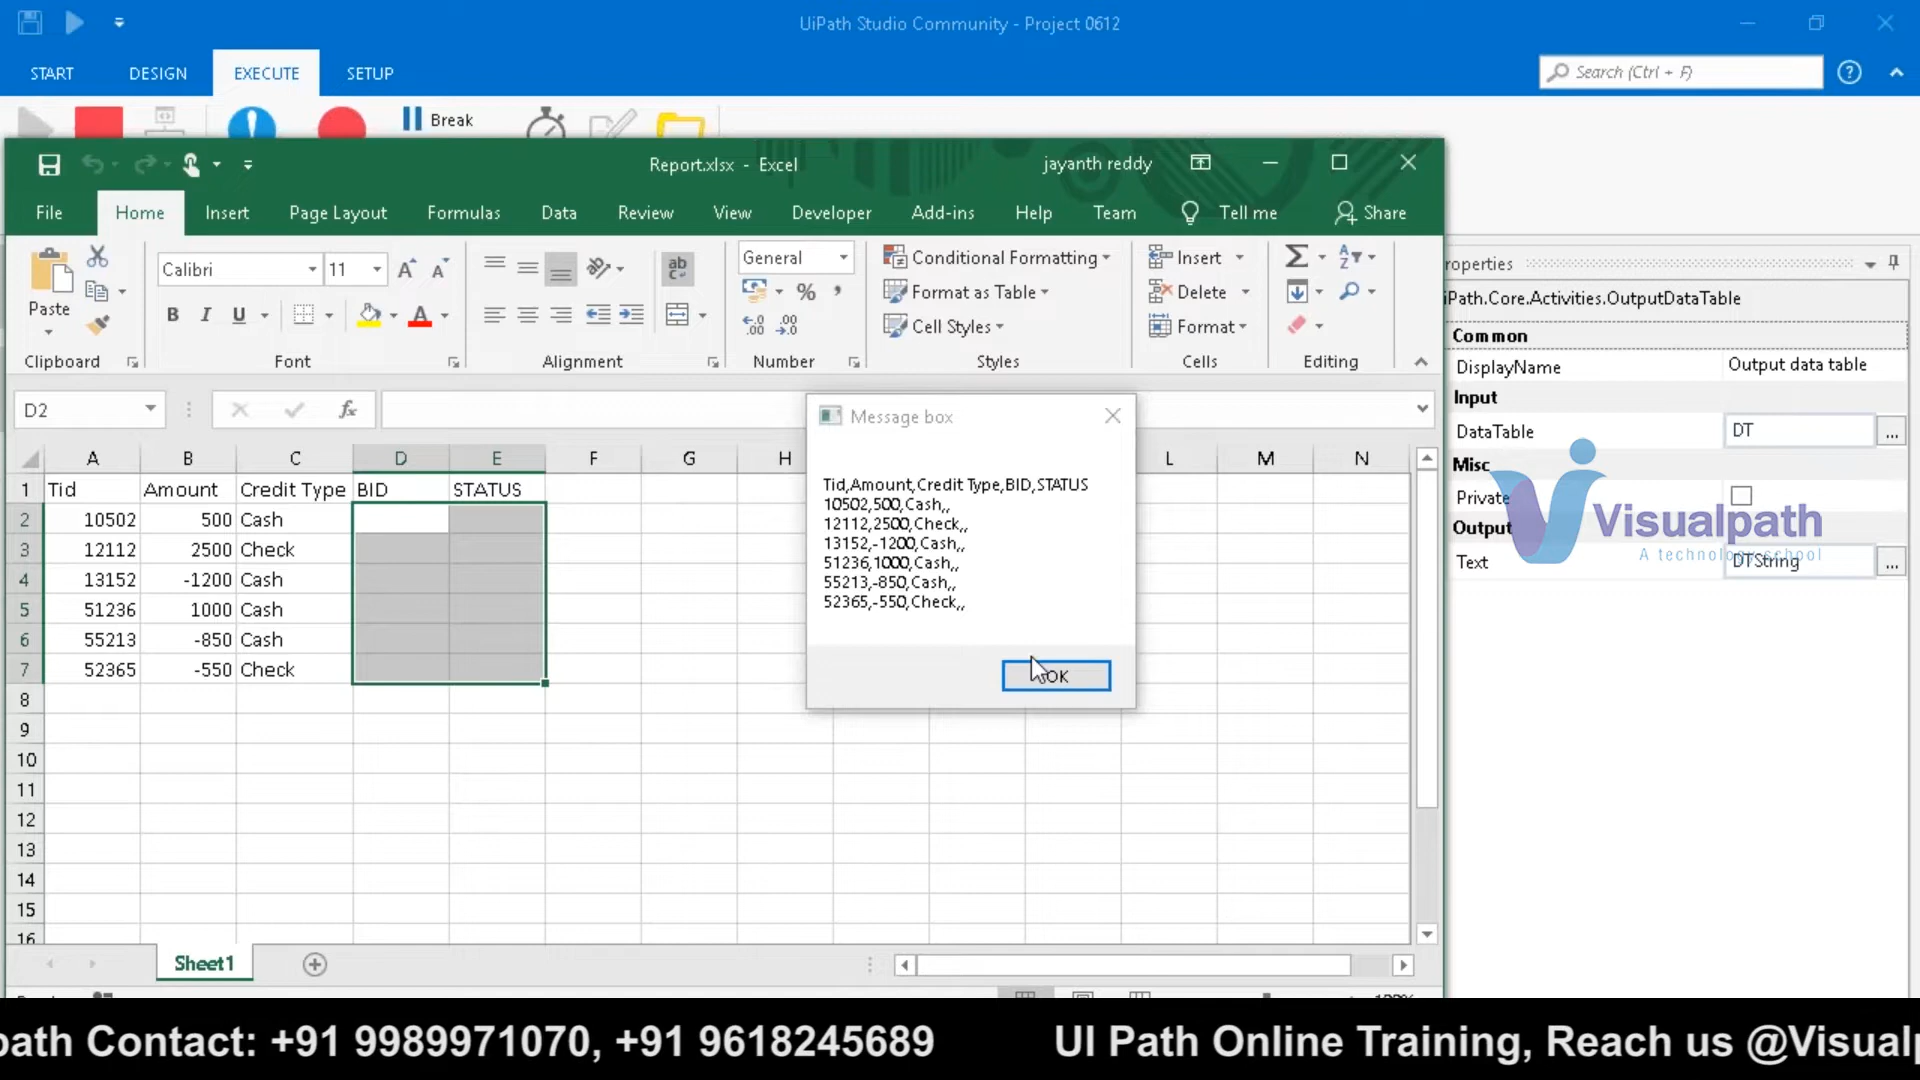 UiPath Studio Community - Project 0612
START DESIGN EXECUTE SETUP
Search (Ctrl + F)
Break
Report.xlsx - Excel
jayanth reddy
File Home Insert Page Layout Formulas Data Review View Developer Add-ins Help Team Tell me Share
Paste
Calibri 11
General
Conditional Formatting
Format as Table
Cell Styles
Insert
Delete
Format
Clipboard Font Alignment Number Styles Cells Editing
D2
fx
A B C D E F G H L M N
1 Tid Amount Credit Type BID STATUS
2 10502 500 Cash
3 12112 2500 Check
4 13152 -1200 Cash
5 51236 1000 Cash
6 55213 -850 Cash
7 52365 -550 Check
8
9
10
11
12
13
14
15
16
Sheet1
Message box
Tid,Amount,Credit Type,BID,STATUS
10502,500,Cash,,
12112,2500,Check,,
13152,-1200,Cash,,
51236,1000,Cash,,
55213,-850,Cash,,
52365,-550,Check,,
OK
roperties
iPath.Core.Activities.OutputDataTable
Common
DisplayName Output data table
Input
DataTable DT ...
Misc
Private
Output
Text DTString ...
Visualpath
A technology school
path Contact: +91 9989971070, +91 9618245689 UI Path Online Training, Reach us @Visualp